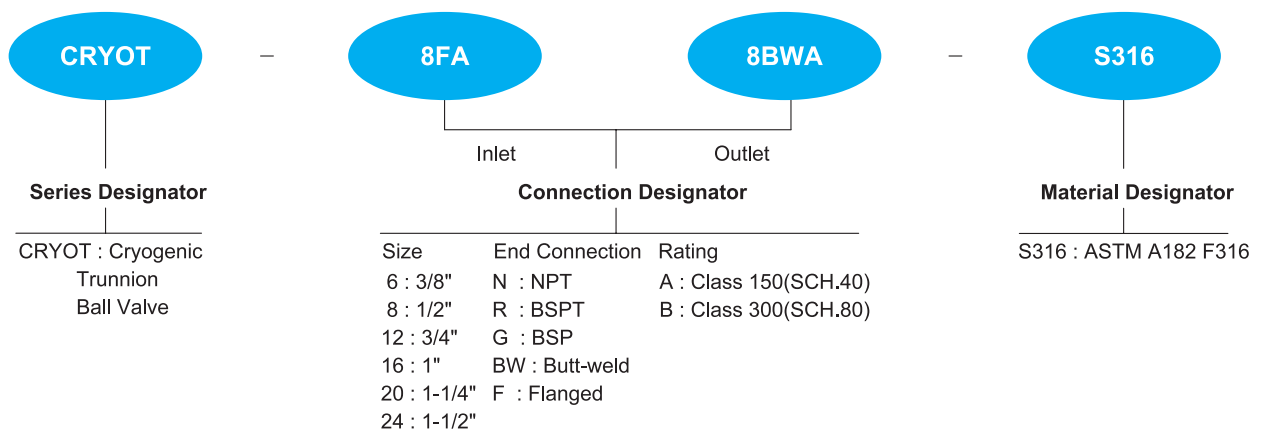 CRYOT – 8FA 8BWA – S316
Inlet Outlet
Series Designator
Connection Designator
Material Designator
CRYOT : Cryogenic
Trunnion
Ball Valve
Size End Connection Rating
6 : 3/8" N : NPT A : Class 150(SCH.40)
8 : 1/2" R : BSPT B : Class 300(SCH.80)
12 : 3/4" G : BSP
16 : 1" BW : Butt-weld
20 : 1-1/4" F : Flanged
24 : 1-1/2"
S316 : ASTM A182 F316